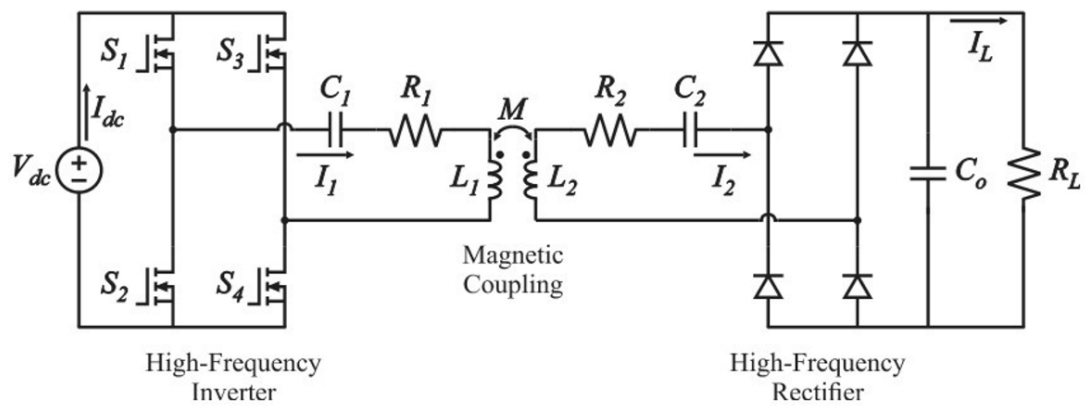 S1
S3
C1
R1
M
R2
C2
IL
Idc
Vdc
+
−
I1
L1
L2
I2
Co
RL
S2
S4
Magnetic
Coupling
High-Frequency
Inverter
High-Frequency
Rectifier